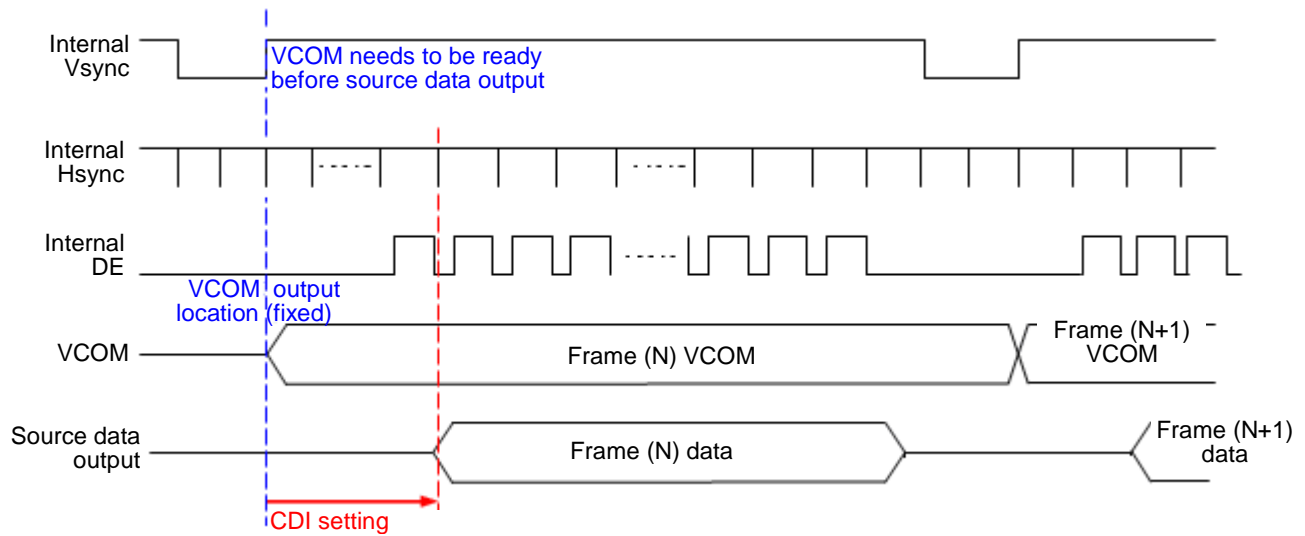 Internal
Vsync
VCOM needs to be ready
before source data output
Internal
Hsync
Internal
DE
VCOM output
location (fixed)
VCOM
Frame (N) VCOM
Frame (N+1)
VCOM
Source data
output
Frame (N) data
Frame (N+1)
data
CDI setting